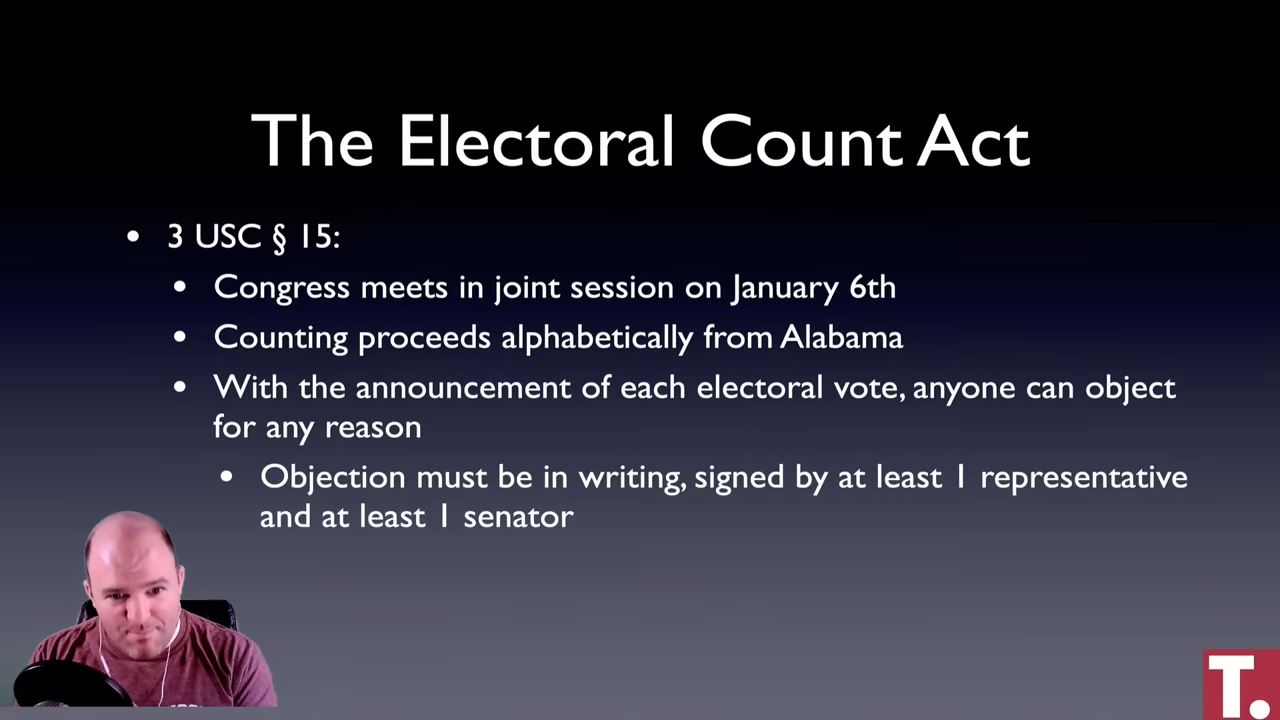 The Electoral Count Act
• 3 USC § 15:
• Congress meets in joint session on January 6th
• Counting proceeds alphabetically from Alabama
• With the announcement of each electoral vote, anyone can object
for any reason
• Objection must be in writing, signed by at least 1 representative
and at least 1 senator
T.